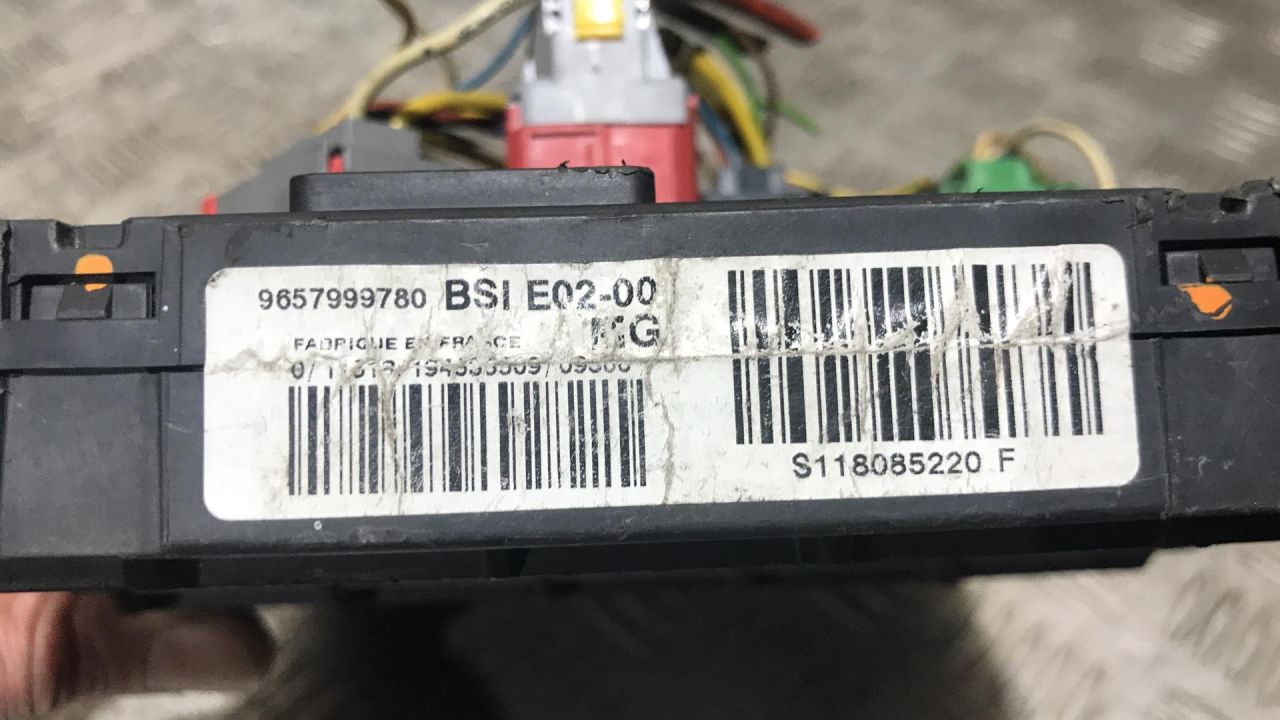 9657999780 BSI E02-00
FABRIQUE EN FRANCE
S118085220 F